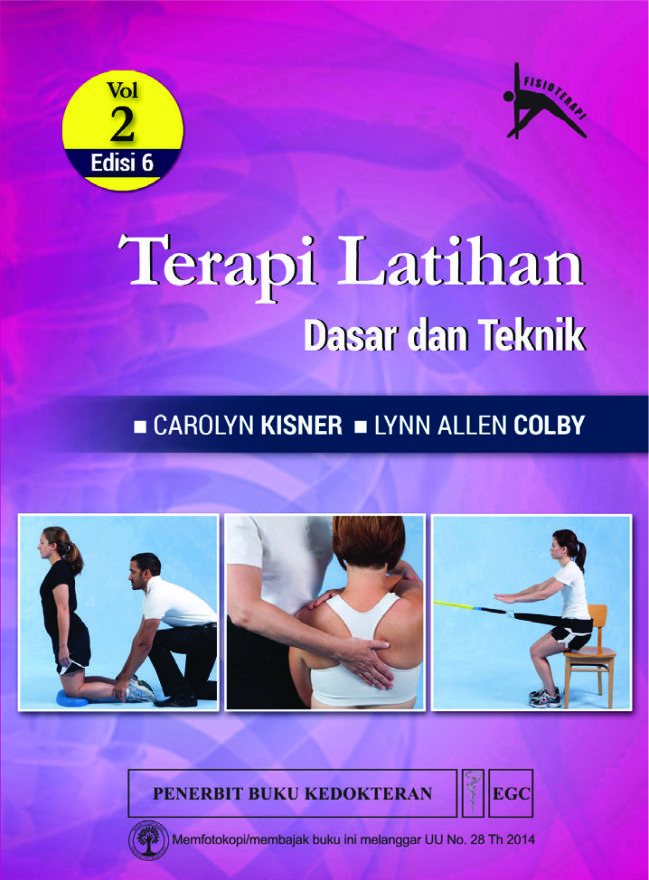 Vol
2
Edisi 6
FISIOTERAPI
Terapi Latihan
Dasar dan Teknik
■ CAROLYN KISNER ■ LYNN ALLEN COLBY
PENERBIT BUKU KEDOKTERAN EGC
Memfotokopi/membajak buku ini melanggar UU No. 28 Th 2014